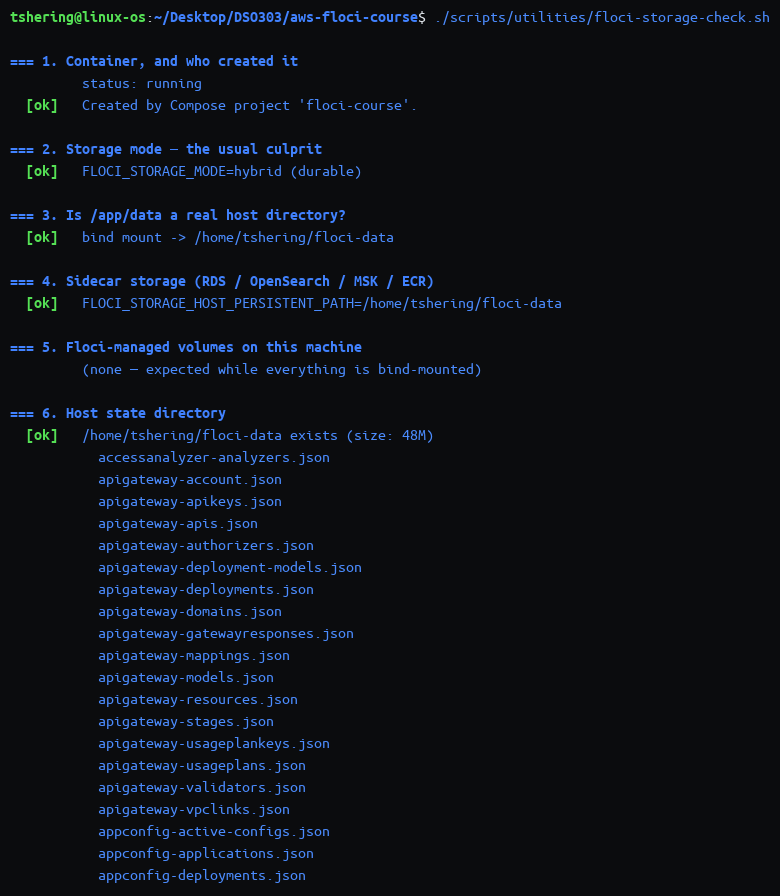 tshering@linux-os:~/Desktop/DSO303/aws-floci-course$ ./scripts/utilities/floci-storage-check.sh
=== 1. Container, and who created it
status: running
[ok] Created by Compose project 'floci-course'.
=== 2. Storage mode — the usual culprit
[ok] FLOCI_STORAGE_MODE=hybrid (durable)
=== 3. Is /app/data a real host directory?
[ok] bind mount -> /home/tshering/floci-data
=== 4. Sidecar storage (RDS / OpenSearch / MSK / ECR)
[ok] FLOCI_STORAGE_HOST_PERSISTENT_PATH=/home/tshering/floci-data
=== 5. Floci-managed volumes on this machine
(none — expected while everything is bind-mounted)
=== 6. Host state directory
[ok] /home/tshering/floci-data exists (size: 48M)
accessanalyzer-analyzers.json
apigateway-account.json
apigateway-apikeys.json
apigateway-apis.json
apigateway-authorizers.json
apigateway-deployment-models.json
apigateway-deployments.json
apigateway-domains.json
apigateway-gatewayresponses.json
apigateway-mappings.json
apigateway-models.json
apigateway-resources.json
apigateway-stages.json
apigateway-usageplankeys.json
apigateway-usageplans.json
apigateway-validators.json
apigateway-vpclinks.json
appconfig-active-configs.json
appconfig-applications.json
appconfig-deployments.json